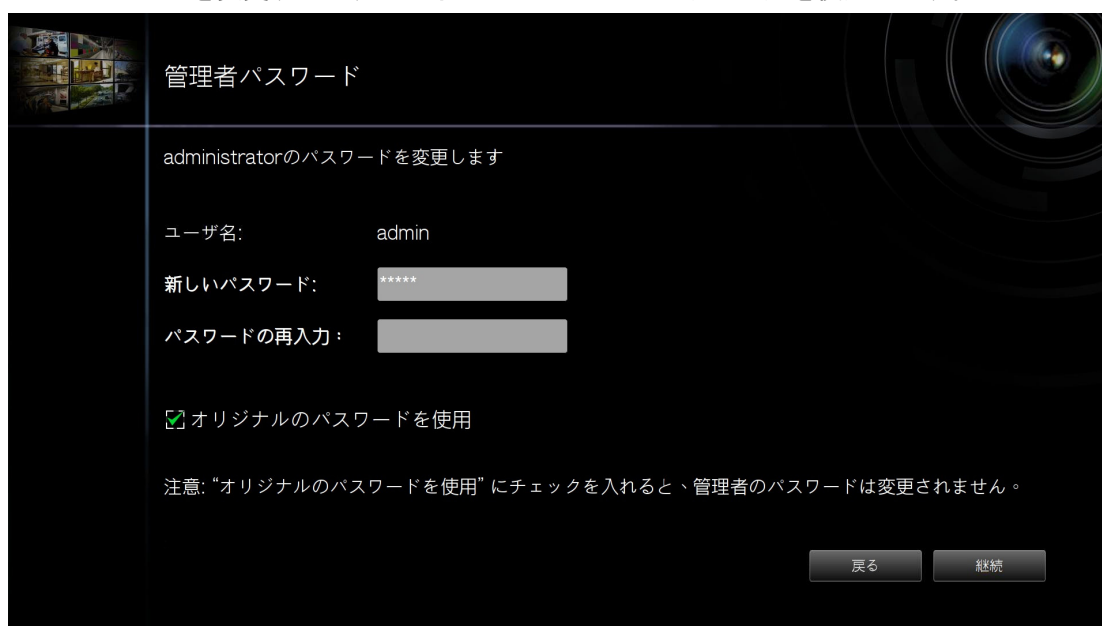 管理者パスワード
administratorのパスワードを変更します
ユーザ名: admin
新しいパスワード: *****
パスワードの再入力：
オリジナルのパスワードを使用
注意: “オリジナルのパスワードを使用” にチェックを入れると、管理者のパスワードは変更されません。
戻る 継続